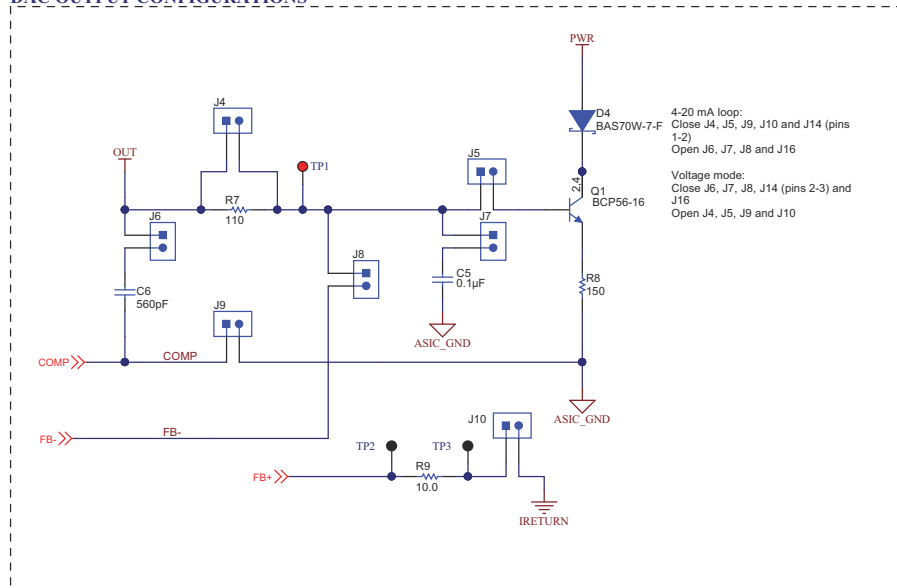 DAC OUTPUT CONFIGURATIONS
PWR
D4
BAS70W-7-F
4-20 mA loop:
Close J4, J5, J9, J10 and J14 (pins
1-2)
Open J6, J7, J8 and J16
Voltage mode:
Close J6, J7, J8, J14 (pins 2-3) and
J16
Open J4, J5, J9 and J10
J4
OUT
TP1
J5
2,4
Q1
BCP56-16
R7
110
J6
J7
J8
C5
0.1µF
C6
560pF
R8
150
J9
ASIC_GND
COMP
COMP
ASIC_GND
FB-
FB-
J10
TP2
TP3
R9
10.0
FB+
IRETURN